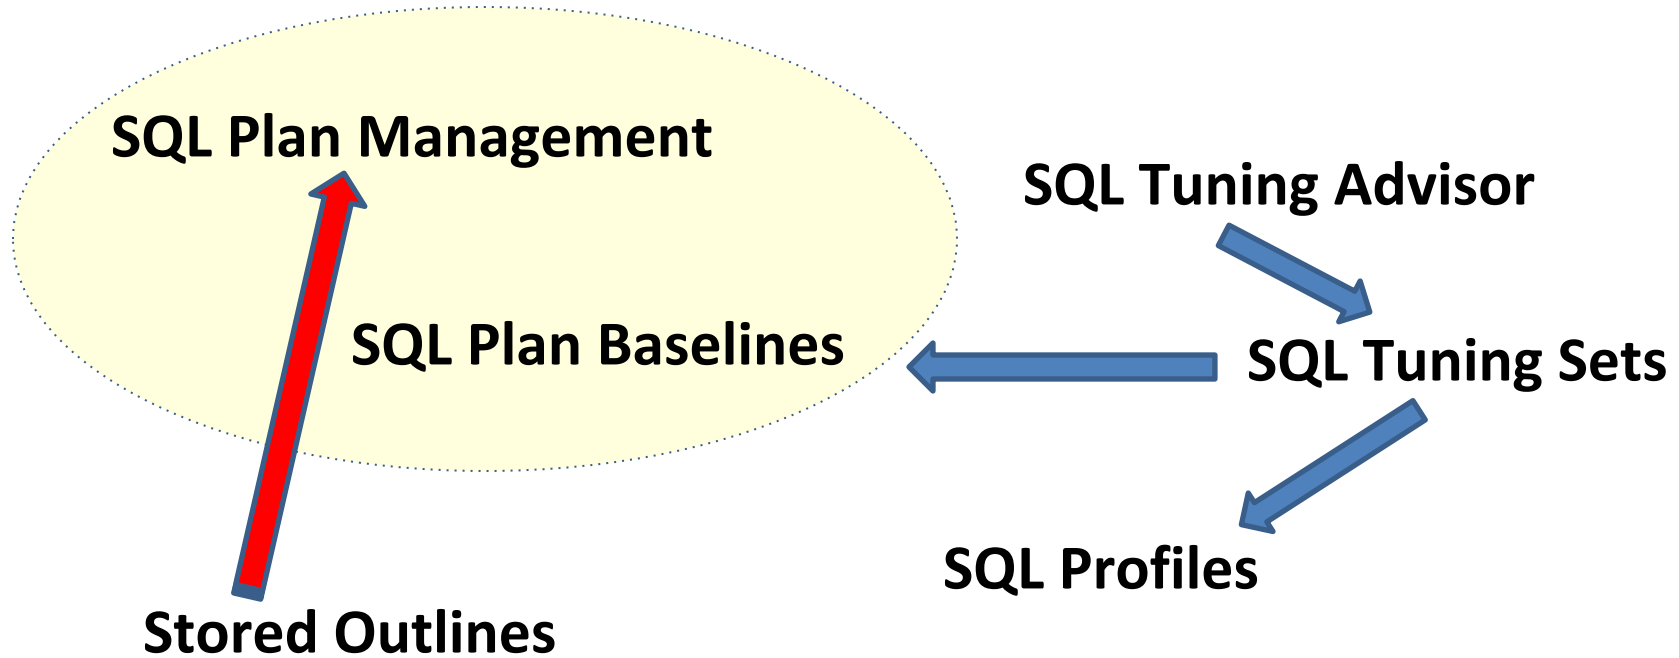 SQL Plan Management
SQL Tuning Advisor
SQL Plan Baselines
SQL Tuning Sets
SQL Profiles
Stored Outlines